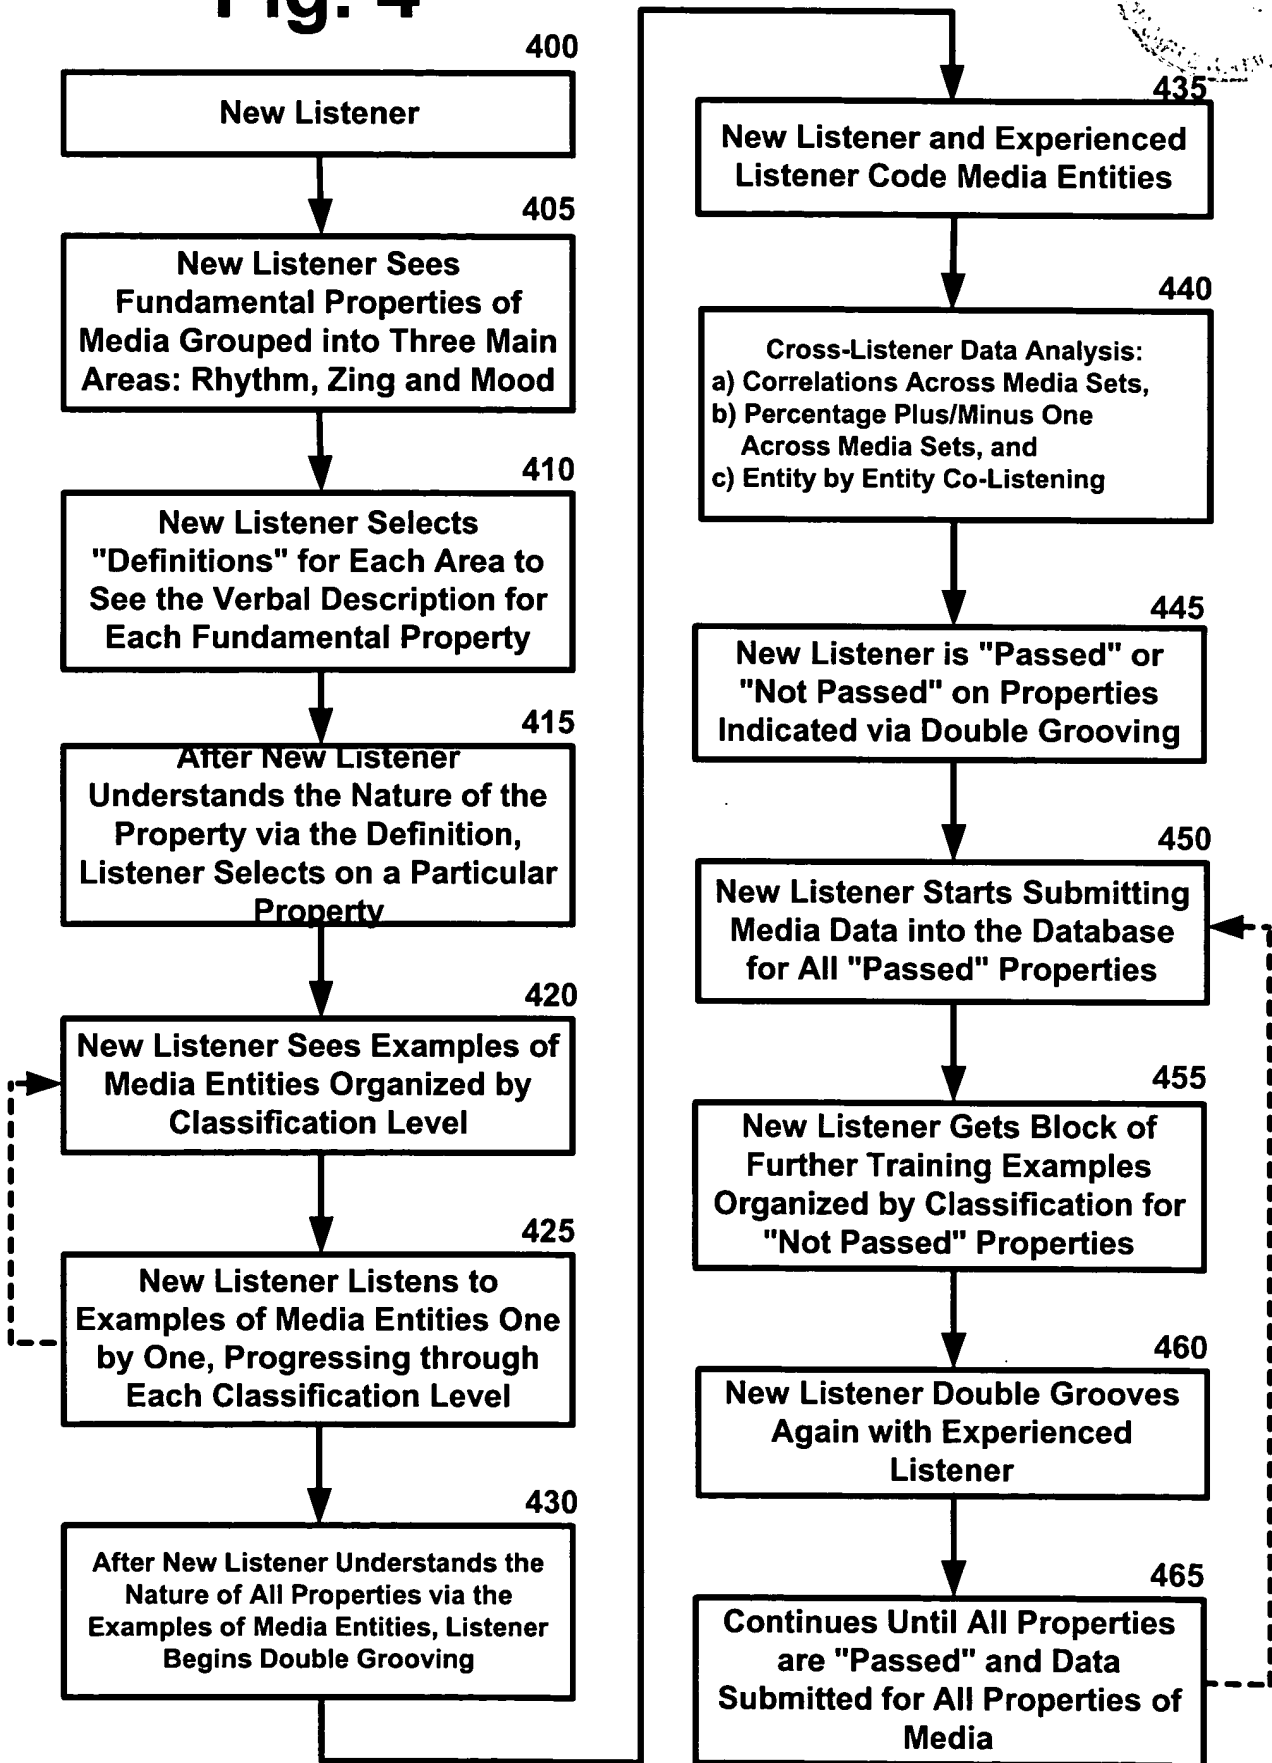 Fig. 4
400
New Listener
405
New Listener Sees
Fundamental Properties of
Media Grouped into Three Main
Areas: Rhythm, Zing and Mood
410
New Listener Selects
"Definitions" for Each Area to
See the Verbal Description for
Each Fundamental Property
415
After New Listener
Understands the Nature of the
Property via the Definition,
Listener Selects on a Particular
Property
420
New Listener Sees Examples of
Media Entities Organized by
Classification Level
425
New Listener Listens to
Examples of Media Entities One
by One, Progressing through
Each Classification Level
430
After New Listener Understands the
Nature of All Properties via the
Examples of Media Entities, Listener
Begins Double Grooving
435
New Listener and Experienced
Listener Code Media Entities
440
Cross-Listener Data Analysis:
a) Correlations Across Media Sets,
b) Percentage Plus/Minus One
Across Media Sets, and
c) Entity by Entity Co-Listening
445
New Listener is "Passed" or
"Not Passed" on Properties
Indicated via Double Grooving
450
New Listener Starts Submitting
Media Data into the Database
for All "Passed" Properties
455
New Listener Gets Block of
Further Training Examples
Organized by Classification for
"Not Passed" Properties
460
New Listener Double Grooves
Again with Experienced
Listener
465
Continues Until All Properties
are "Passed" and Data
Submitted for All Properties of
Media